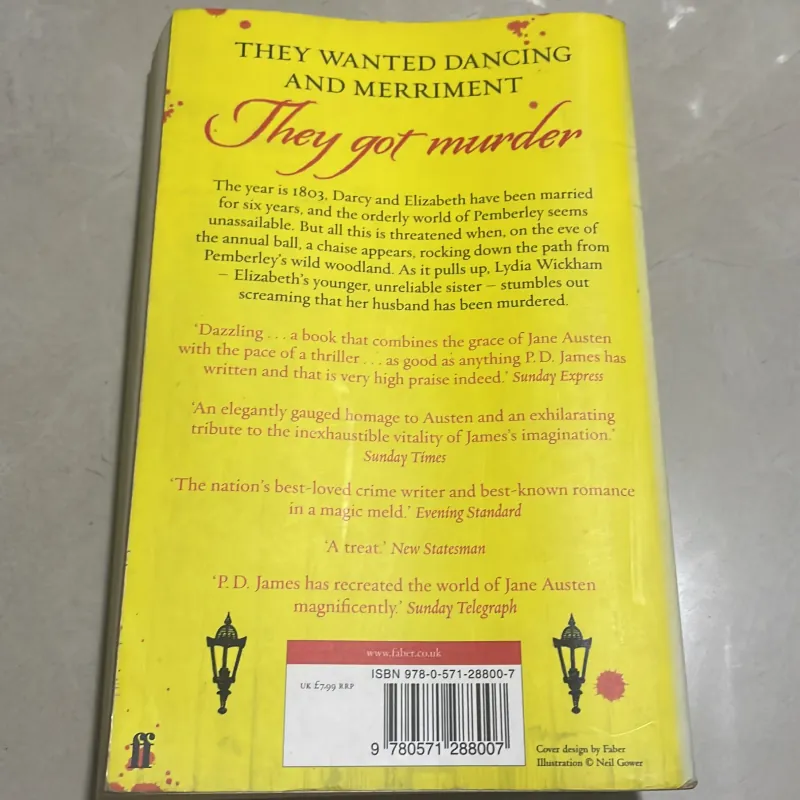 THEY WANTED DANCING
AND MERRIMENT
They got murder
The year is 1803, Darcy and Elizabeth have been married
for six years, and the orderly world of Pemberley seems
unassailable. But all this is threatened when, on the eve of
the annual ball, a chaise appears, rocking down the path from
Pemberley's wild woodland. As it pulls up, Lydia Wickham
– Elizabeth's younger, unreliable sister – stumbles out
screaming that her husband has been murdered.
'Dazzling . . . a book that combines the grace of Jane Austen
with the pace of a thriller . . . as good as anything P. D. James has
written and that is very high praise indeed.' Sunday Express
'An elegantly gauged homage to Austen and an exhilarating
tribute to the inexhaustible vitality of James's imagination.'
Sunday Times
'The nation's best-loved crime writer and best-known romance
in a magic meld.' Evening Standard
'A treat.' New Statesman
'P. D. James has recreated the world of Jane Austen
magnificently.' Sunday Telegraph
www.faber.co.uk
ISBN 978-0-571-28800-7
UK £7.99 RRP
9 780571 288007
ff
Cover design by Faber
Illustration © Neil Gower